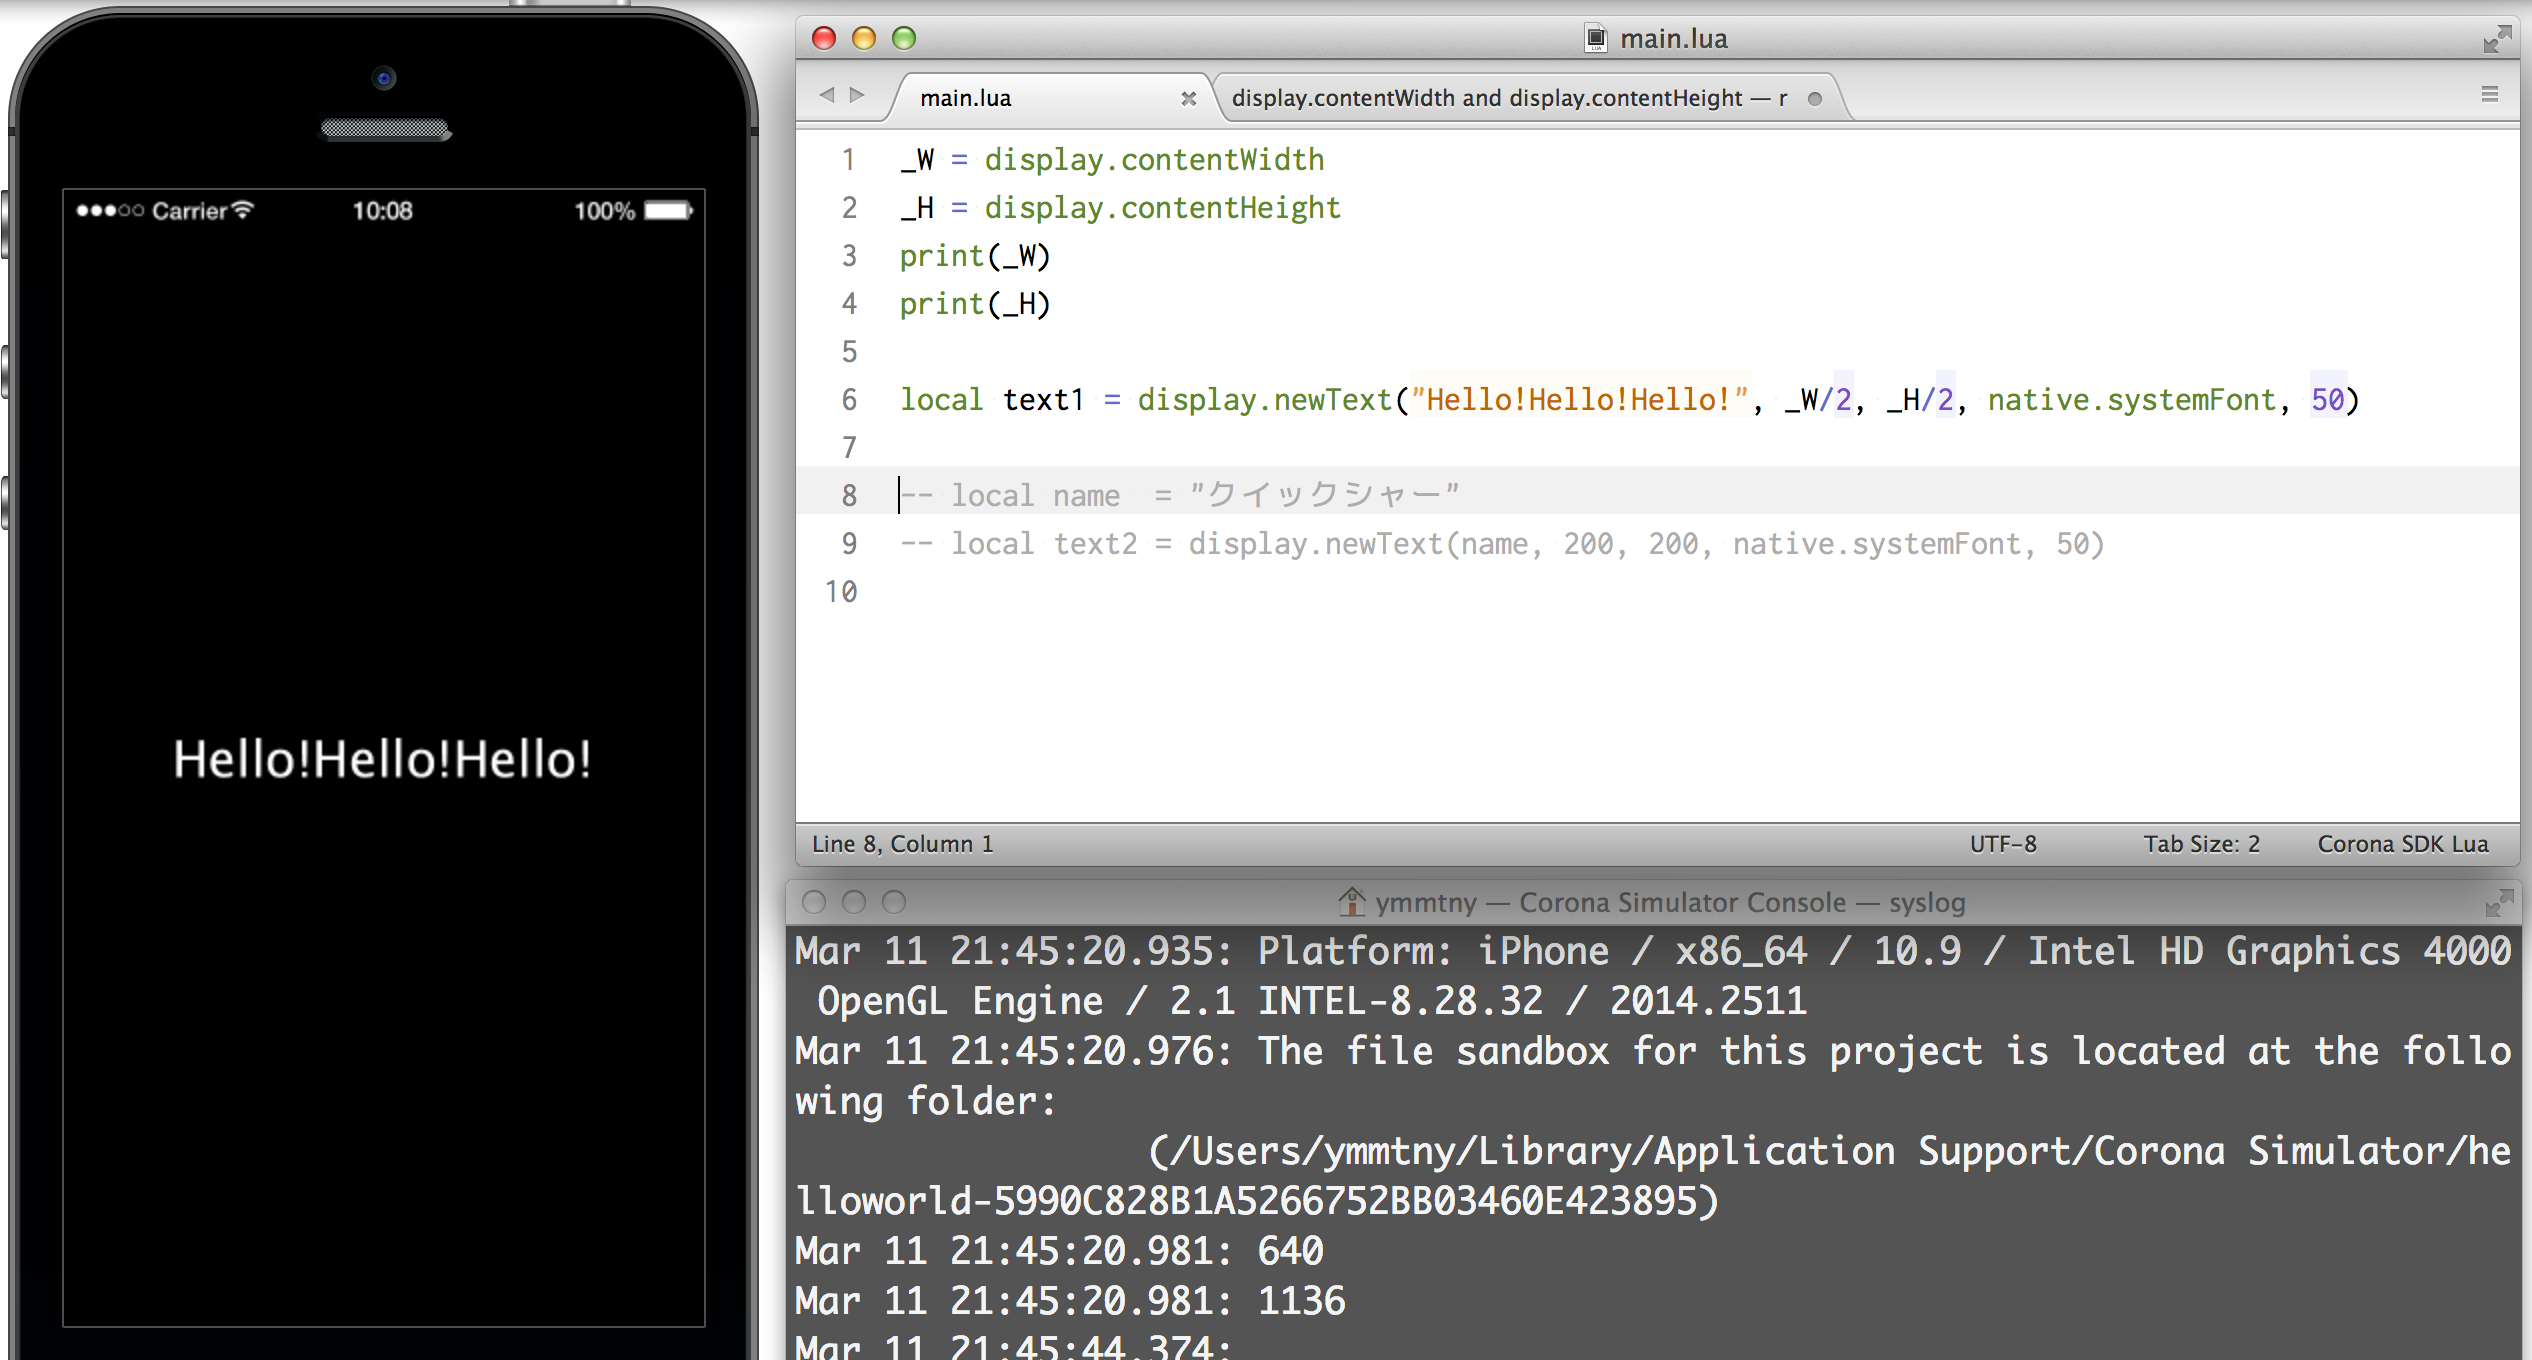 Carrier 10:08 100%
Hello!Hello!Hello!
main.lua
main.lua display.contentWidth and display.contentHeight — r
1 _W = display.contentWidth
2 _H = display.contentHeight
3 print(_W)
4 print(_H)
5
6 local text1 = display.newText("Hello!Hello!Hello!", _W/2, _H/2, native.systemFont, 50)
7
8 -- local name  = "クイックシャー"
9 -- local text2 = display.newText(name, 200, 200, native.systemFont, 50)
10
Line 8, Column 1 UTF-8 Tab Size: 2 Corona SDK Lua
ymmtny — Corona Simulator Console — syslog
Mar 11 21:45:20.935: Platform: iPhone / x86_64 / 10.9 / Intel HD Graphics 4000
OpenGL Engine / 2.1 INTEL-8.28.32 / 2014.2511
Mar 11 21:45:20.976: The file sandbox for this project is located at the follo
wing folder:
(/Users/ymmtny/Library/Application Support/Corona Simulator/he
lloworld-5990C828B1A5266752BB03460E423895)
Mar 11 21:45:20.981: 640
Mar 11 21:45:20.981: 1136
Mar 11 21:45:44.374: